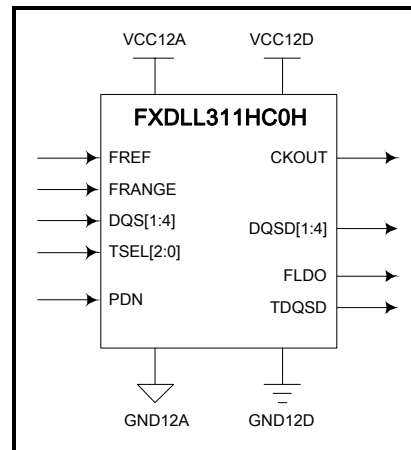 VCC12A VCC12D
FXDLL311HC0H
FREF CKOUT
FRANGE
DQS[1:4] DQSD[1:4]
TSEL[2:0]
FLDO
PDN TDQSD
GND12A GND12D